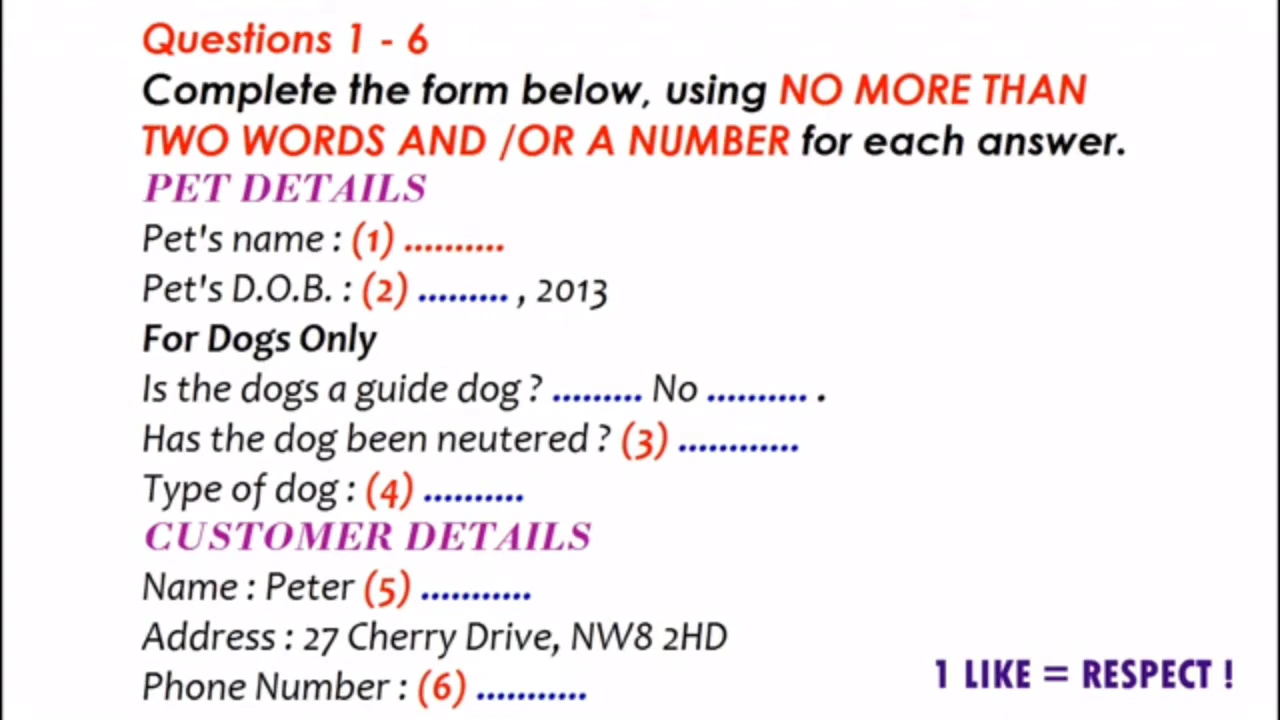 Questions 1 - 6
Complete the form below, using NO MORE THAN
TWO WORDS AND /OR A NUMBER for each answer.
PET DETAILS
Pet's name : (1) ..........
Pet's D.O.B. : (2) ......... , 2013
For Dogs Only
Is the dogs a guide dog ? ......... No .......... .
Has the dog been neutered ? (3) ............
Type of dog : (4) ..........
CUSTOMER DETAILS
Name : Peter (5) ...........
Address : 27 Cherry Drive, NW8 2HD
Phone Number : (6) ...........
1 LIKE = RESPECT !